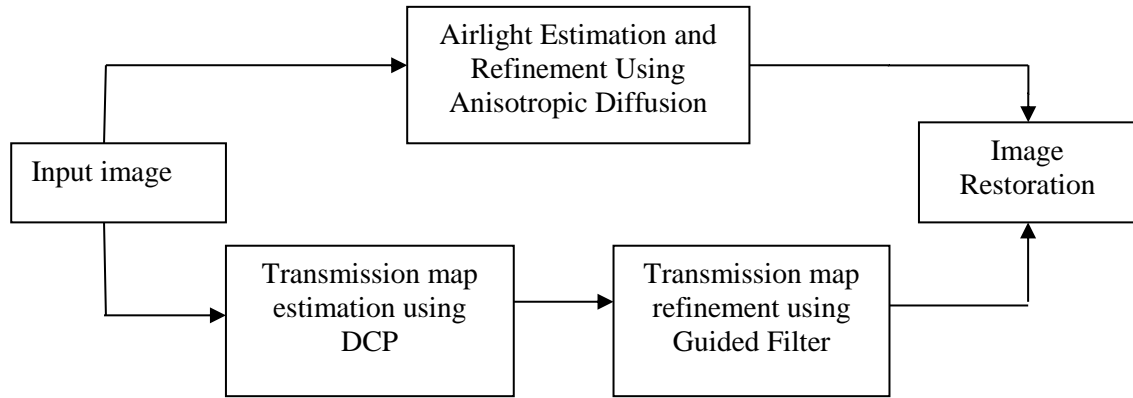 Airlight Estimation and
Refinement Using
Anisotropic Diffusion
Input image
Image
Restoration
Transmission map
estimation using
DCP
Transmission map
refinement using
Guided Filter